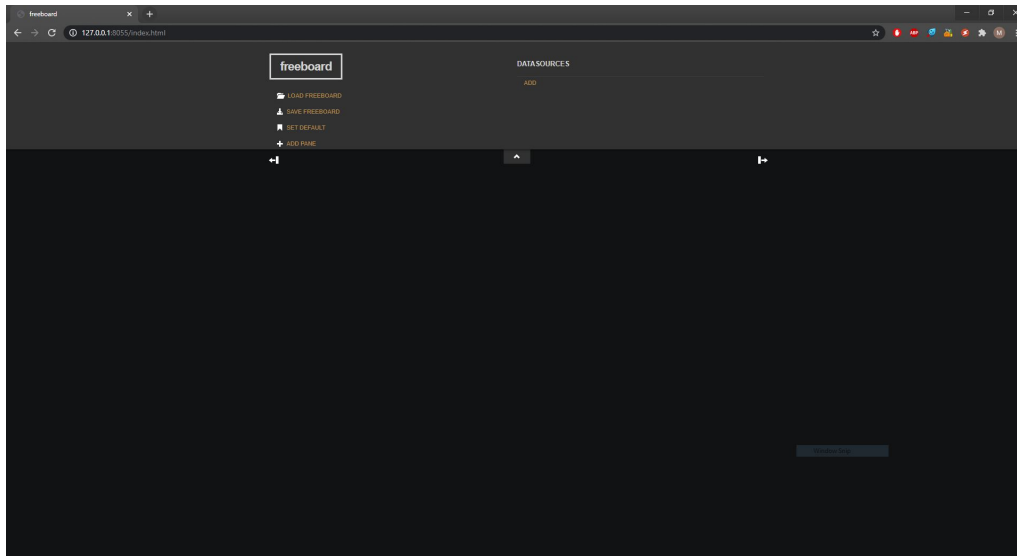 freeboard
127.0.0.1:8055/index.html
ABP
M
freeboard
LOAD FREEBOARD
SAVE FREEBOARD
SET DEFAULT
ADD PANE
DATASOURCES
ADD